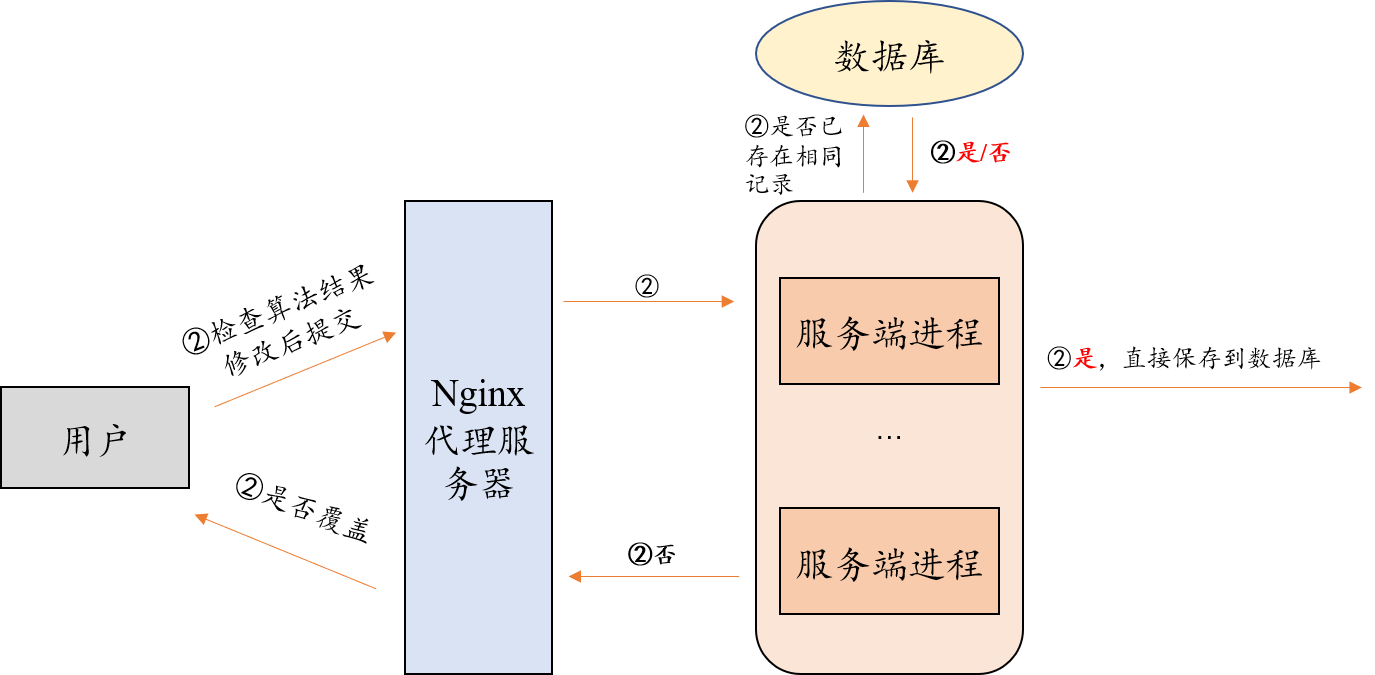 数据库
②是否已
存在相同
记录
②是/否
②检查算法结果
修改后提交
②
服务端进程
②是，直接保存到数据库
Nginx
代理服
务器
用户
…
②是否覆盖
②否
服务端进程